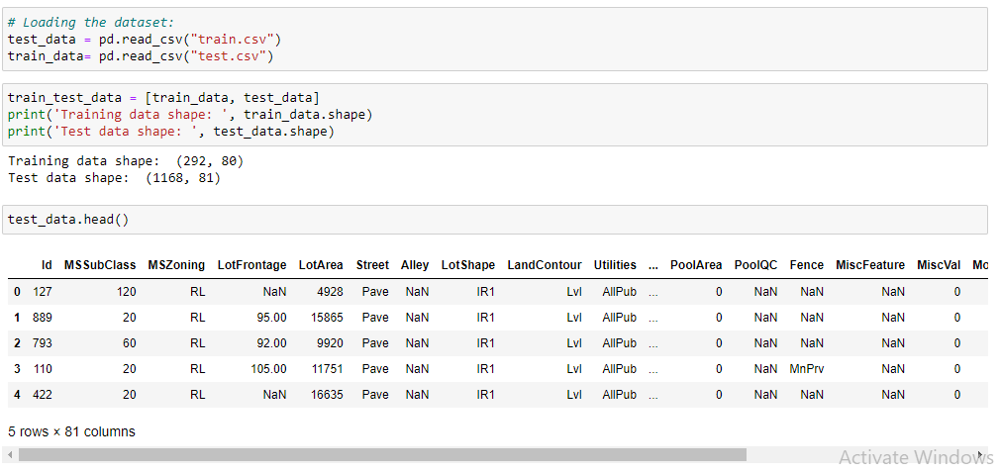 # Loading the dataset:
test_data = pd.read_csv("train.csv")
train_data= pd.read_csv("test.csv")
train_test_data = [train_data, test_data]
print('Training data shape: ', train_data.shape)
print('Test data shape: ', test_data.shape)
Training data shape:  (292, 80)
Test data shape:  (1168, 81)
test_data.head()
Id MSSubClass MSZoning LotFrontage LotArea Street Alley LotShape LandContour Utilities ... PoolArea PoolQC Fence MiscFeature MiscVal Mo
0 127 120 RL NaN 4928 Pave NaN IR1 Lvl AllPub ... 0 NaN NaN NaN 0
1 889 20 RL 95.00 15865 Pave NaN IR1 Lvl AllPub ... 0 NaN NaN NaN 0
2 793 60 RL 92.00 9920 Pave NaN IR1 Lvl AllPub ... 0 NaN NaN NaN 0
3 110 20 RL 105.00 11751 Pave NaN IR1 Lvl AllPub ... 0 NaN MnPrv NaN 0
4 422 20 RL NaN 16635 Pave NaN IR1 Lvl AllPub ... 0 NaN NaN NaN 0
5 rows × 81 columns
Activate Windows